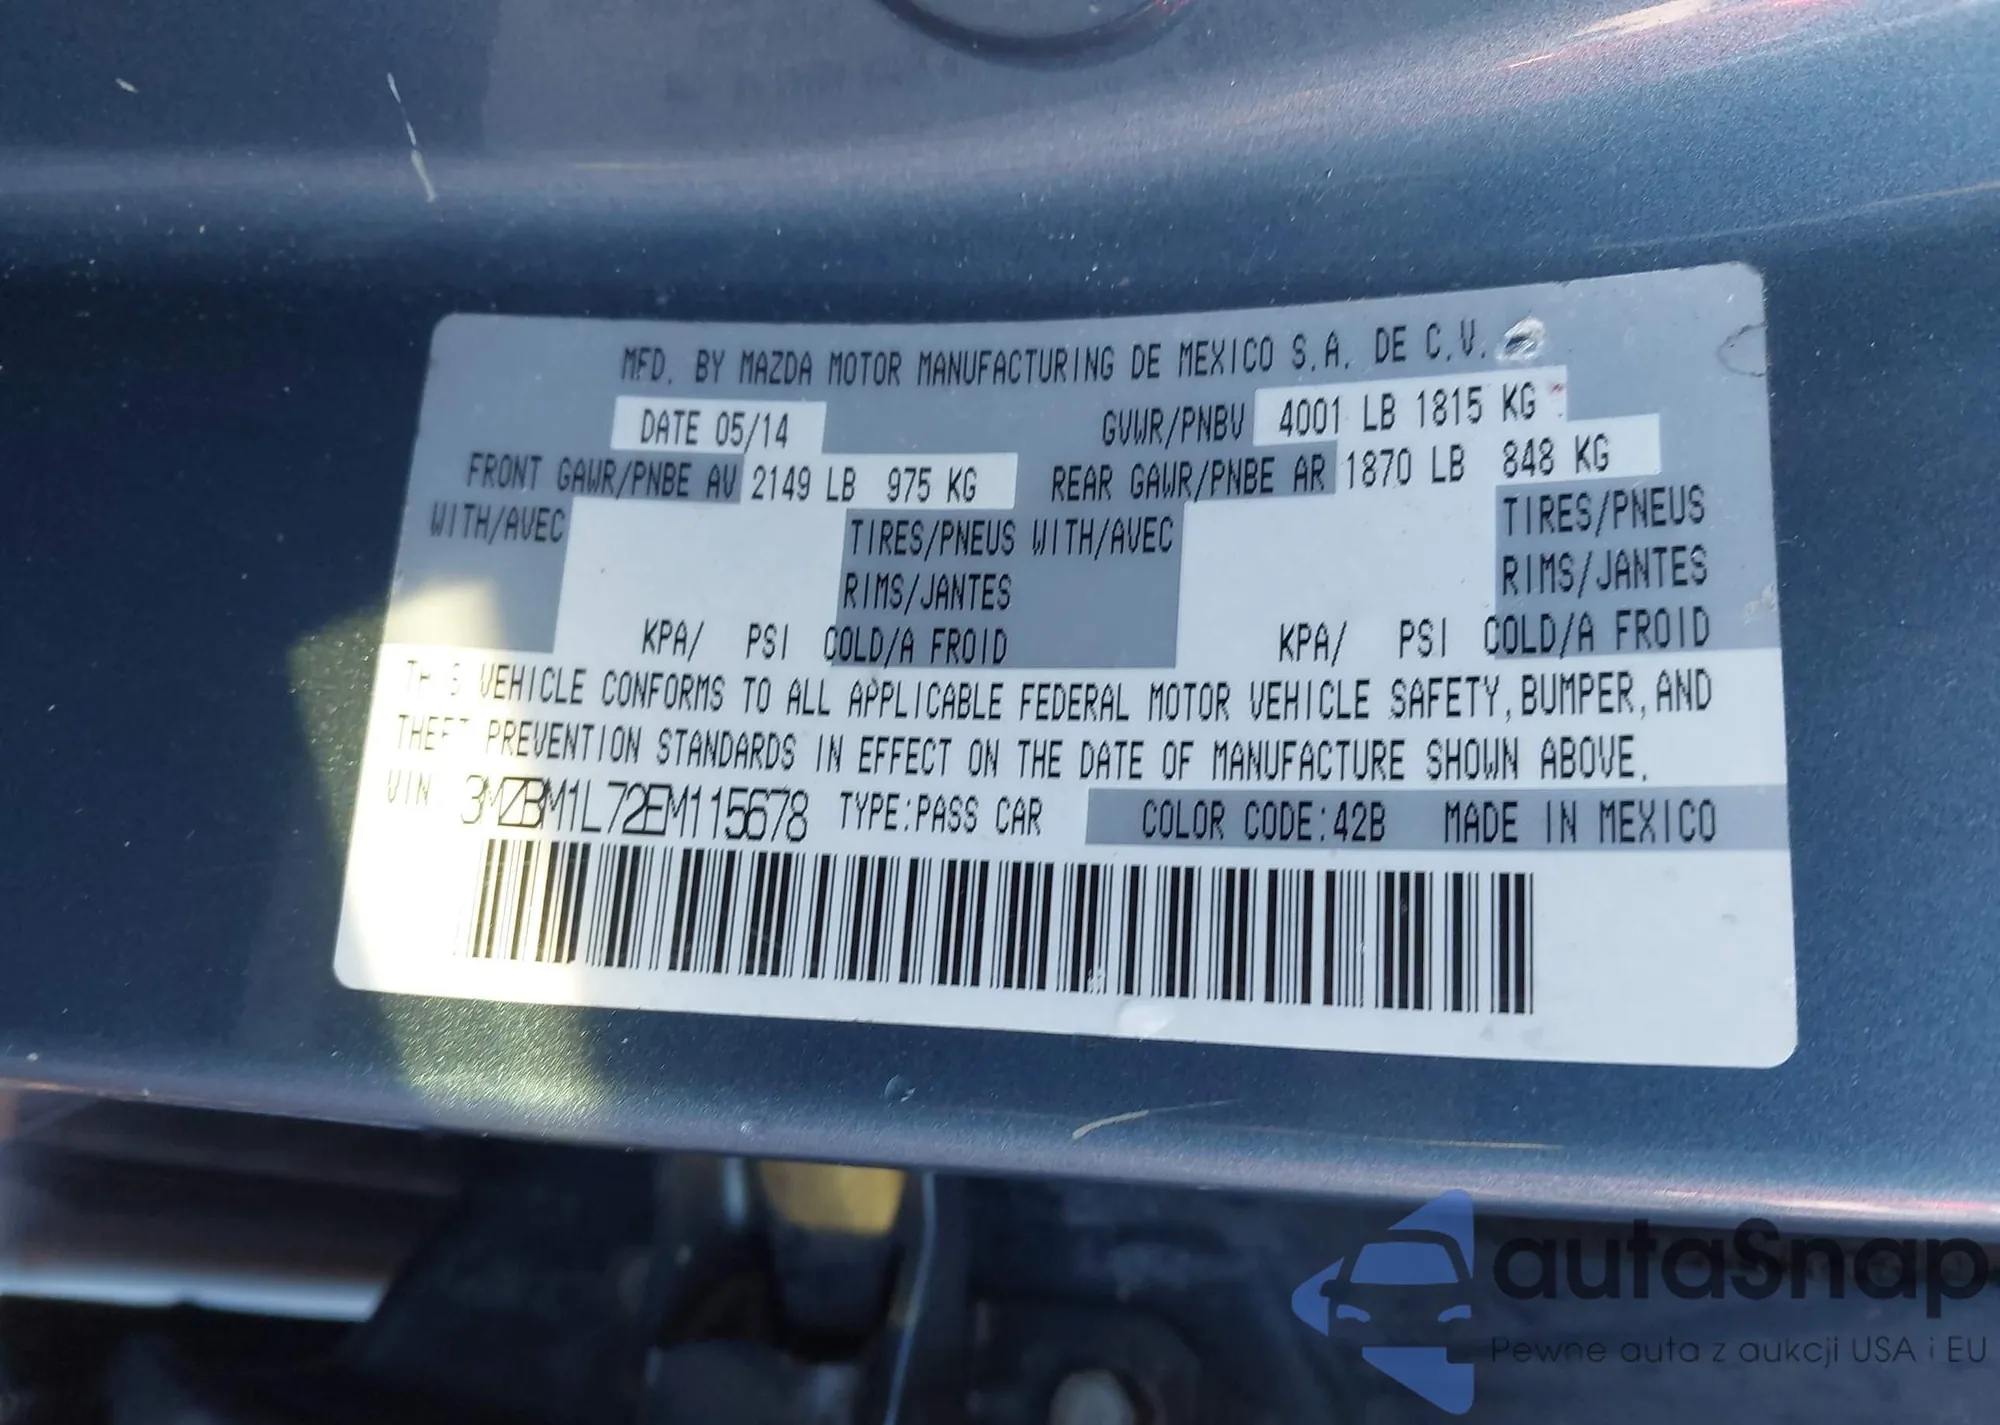 MFD. BY MAZDA MOTOR MANUFACTURING DE MEXICO S.A. DE C.V.
DATE 05/14 GVWR/PNBV 4001 LB 1815 KG
FRONT GAWR/PNBE AV 2149 LB 975 KG REAR GAWR/PNBE AR 1870 LB 848 KG
WITH/AVEC TIRES/PNEUS WITH/AVEC TIRES/PNEUS
RIMS/JANTES RIMS/JANTES
KPA/ PSI COLD/A FROID KPA/ PSI COLD/A FROID
THIS VEHICLE CONFORMS TO ALL APPLICABLE FEDERAL MOTOR VEHICLE SAFETY, BUMPER, AND
THEFT PREVENTION STANDARDS IN EFFECT ON THE DATE OF MANUFACTURE SHOWN ABOVE.
VIN 3MZBM1L72EM115678 TYPE:PASS CAR COLOR CODE:42B MADE IN MEXICO
autaSnap
Pewne auta z aukcji USA i EU